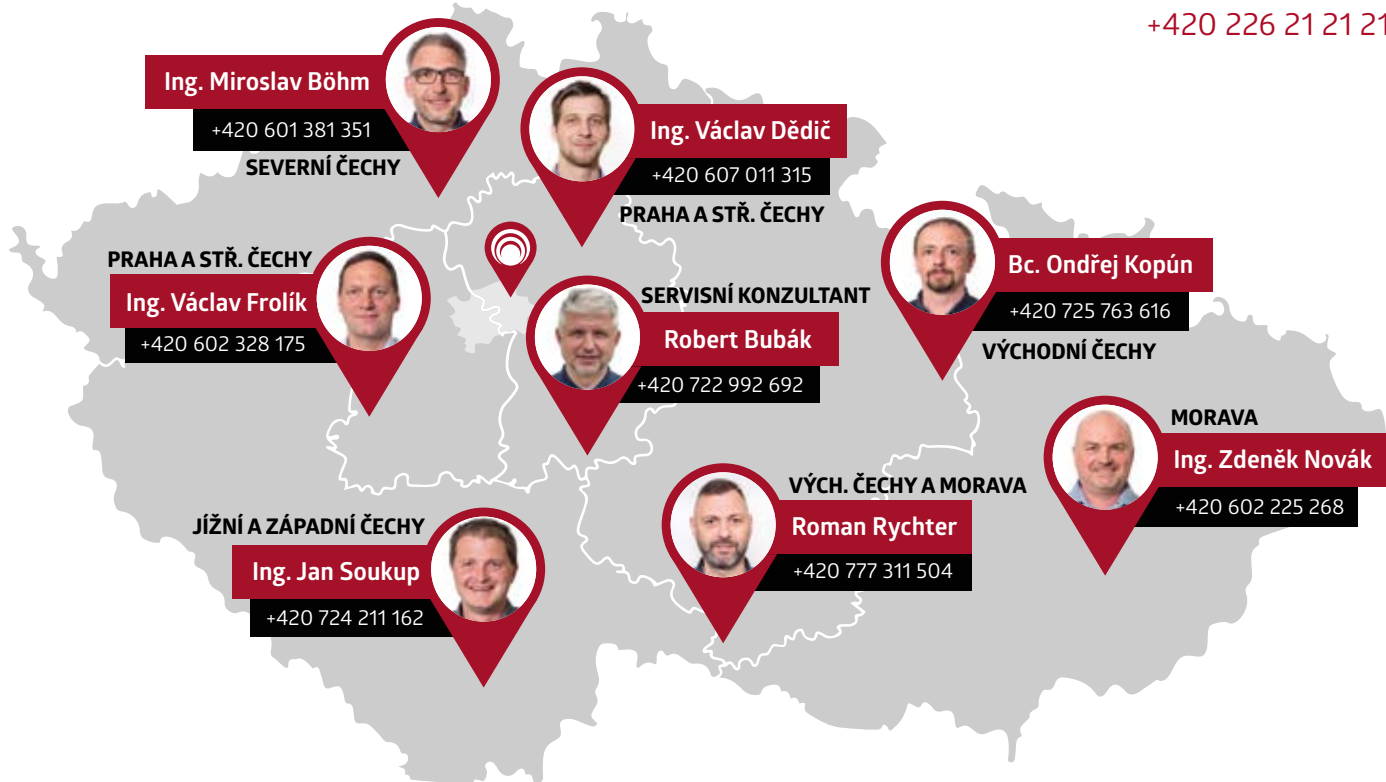 +420 226 21 21 21
Ing. Miroslav Böhm
+420 601 381 351
SEVERNÍ ČECHY
Ing. Václav Dědič
+420 607 011 315
PRAHA A STŘ. ČECHY
PRAHA A STŘ. ČECHY
Ing. Václav Frolík
+420 602 328 175
SERVISNÍ KONZULTANT
Robert Bubák
+420 722 992 692
Bc. Ondřej Kopún
+420 725 763 616
VÝCHODNÍ ČECHY
MORAVA
Ing. Zdeněk Novák
+420 602 225 268
VÝCH. ČECHY A MORAVA
Roman Rychter
+420 777 311 504
JÍŽNÍ A ZÁPADNÍ ČECHY
Ing. Jan Soukup
+420 724 211 162